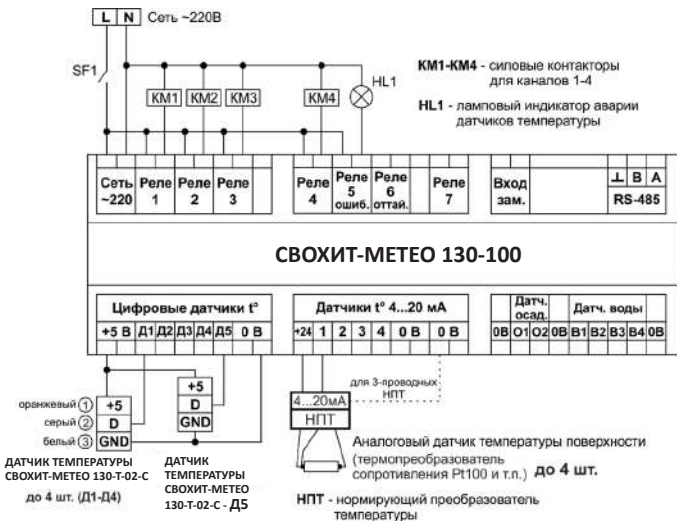 L N Сеть ~220В
SF1
КМ1 КМ2 КМ3 КМ4 HL1
КМ1-КМ4 - силовые контакторы
для каналов 1-4
HL1 - ламповый индикатор аварии
датчиков температуры
Сеть ~220
Реле 1
Реле 2
Реле 3
Реле 4
Реле 5 ошиб.
Реле 6 оттай.
Реле 7
Вход зам.
⊥ B A
RS-485
СВОХИТ-МЕТЕО 130-100
Цифровые датчики t°
+5 В Д1 Д2 Д3 Д4 Д5 0 В
Датчики t° 4...20 мА
+24 1 2 3 4 0 В 0 В
Датч. осад.
Датч. воды
0В О1 О2 0В В1 В2 В3 В4 0В
оранжевый ① +5
серый ② D
белый ③ GND
+5
D
GND
4...20мА
НПТ
для 3-проводных
НПТ
ДАТЧИК ТЕМПЕРАТУРЫ
СВОХИТ-МЕТЕО 130-Т-02-С
до 4 шт. (Д1-Д4)
ДАТЧИК
ТЕМПЕРАТУРЫ
СВОХИТ-МЕТЕО
130-Т-02-С - Д5
Аналоговый датчик температуры поверхности
(термопреобразователь
сопротивления Pt100 и т.п.) до 4 шт.
НПТ - нормирующий преобразователь
температуры